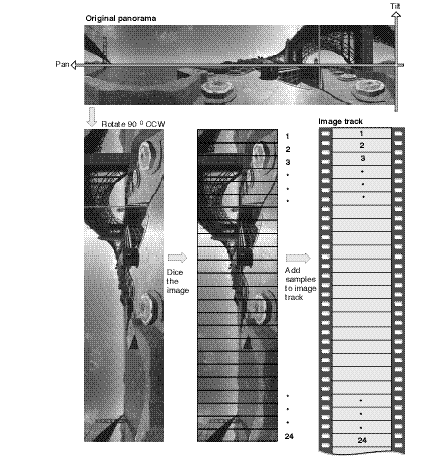 Tilt
Original panorama
Pan
Rotate 90 ° CCW
Image track
1
2
3
•
•
•
1
2
3
•
•
•
Dice
the
image
Add
samples
to image
track
•
•
•
24
•
•
•
24